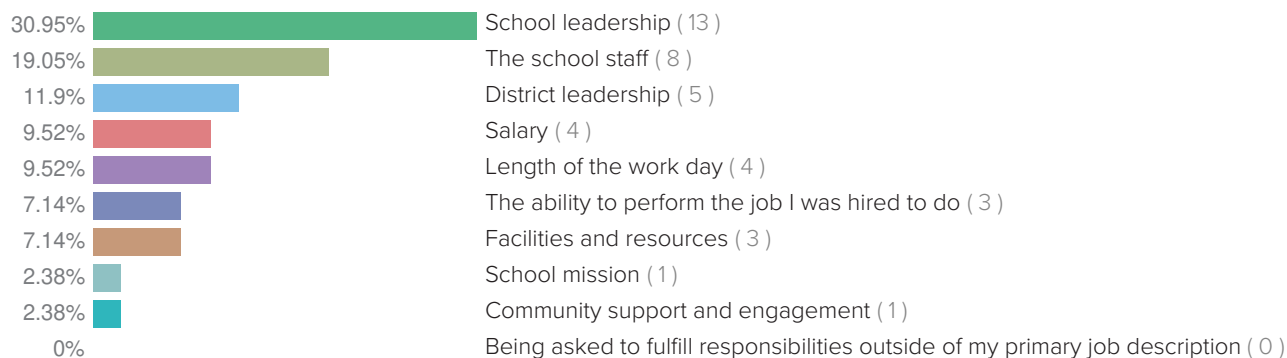 30.95% School leadership ( 13 )
19.05% The school staff ( 8 )
11.9% District leadership ( 5 )
9.52% Salary ( 4 )
9.52% Length of the work day ( 4 )
7.14% The ability to perform the job I was hired to do ( 3 )
7.14% Facilities and resources ( 3 )
2.38% School mission ( 1 )
2.38% Community support and engagement ( 1 )
0% Being asked to fulfill responsibilities outside of my primary job description ( 0 )